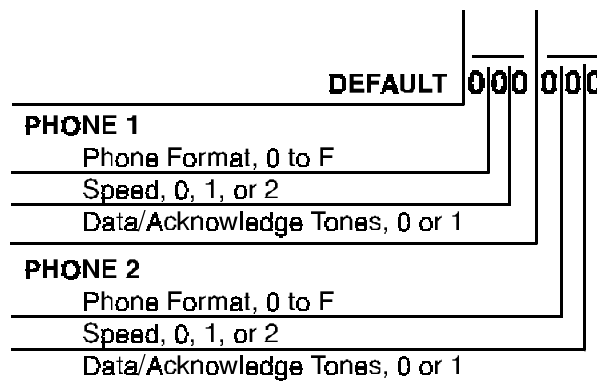 DEFAULT 000 000
PHONE 1
Phone Format, 0 to F
Speed, 0, 1, or 2
Data/Acknowledge Tones, 0 or 1
PHONE 2
Phone Format, 0 to F
Speed, 0, 1, or 2
Data/Acknowledge Tones, 0 or 1